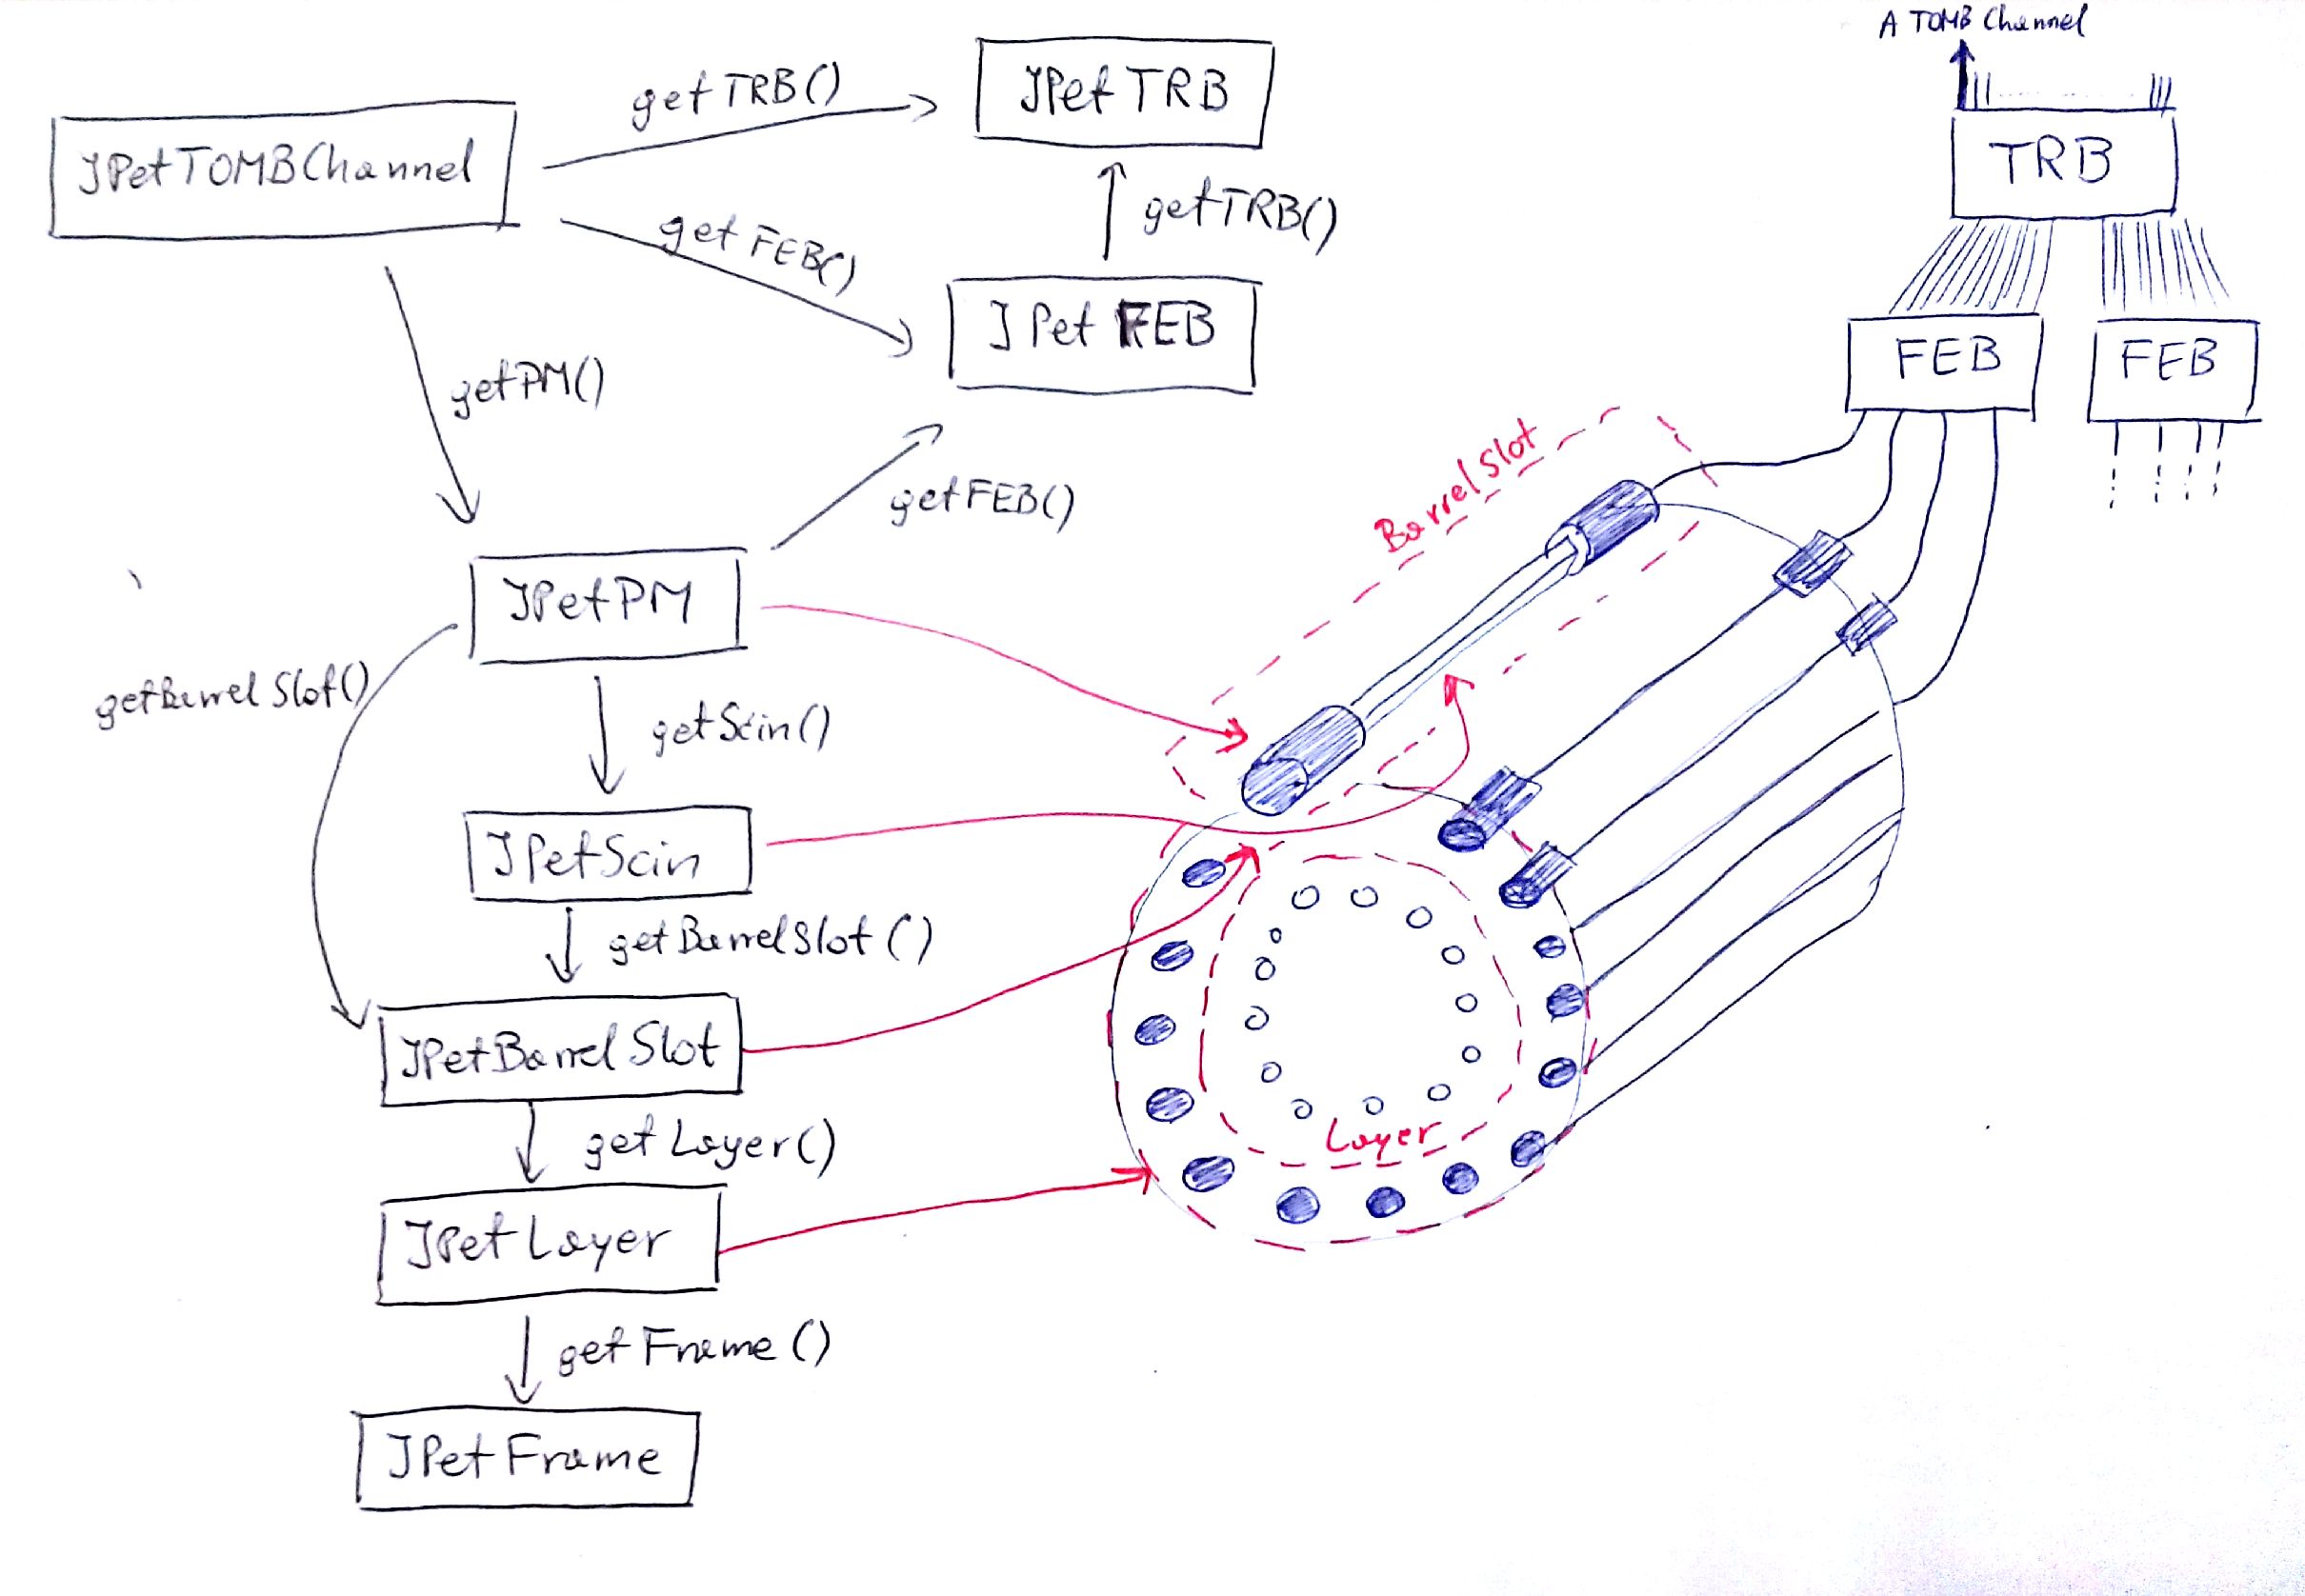 A TOMB Channel
getTRB()
JPetTRB
JPetTOMBChannel
TRB
getTRB()
getFEB()
JPetFEB
FEB
FEB
getPM()
Barrel Slot
getFEB()
JPetPM
getBarrelSlot()
getScin()
JPetScin
getBarrelSlot()
JPetBarrelSlot
getLayer()
Layer
JPetLayer
getFrame()
JPetFrame